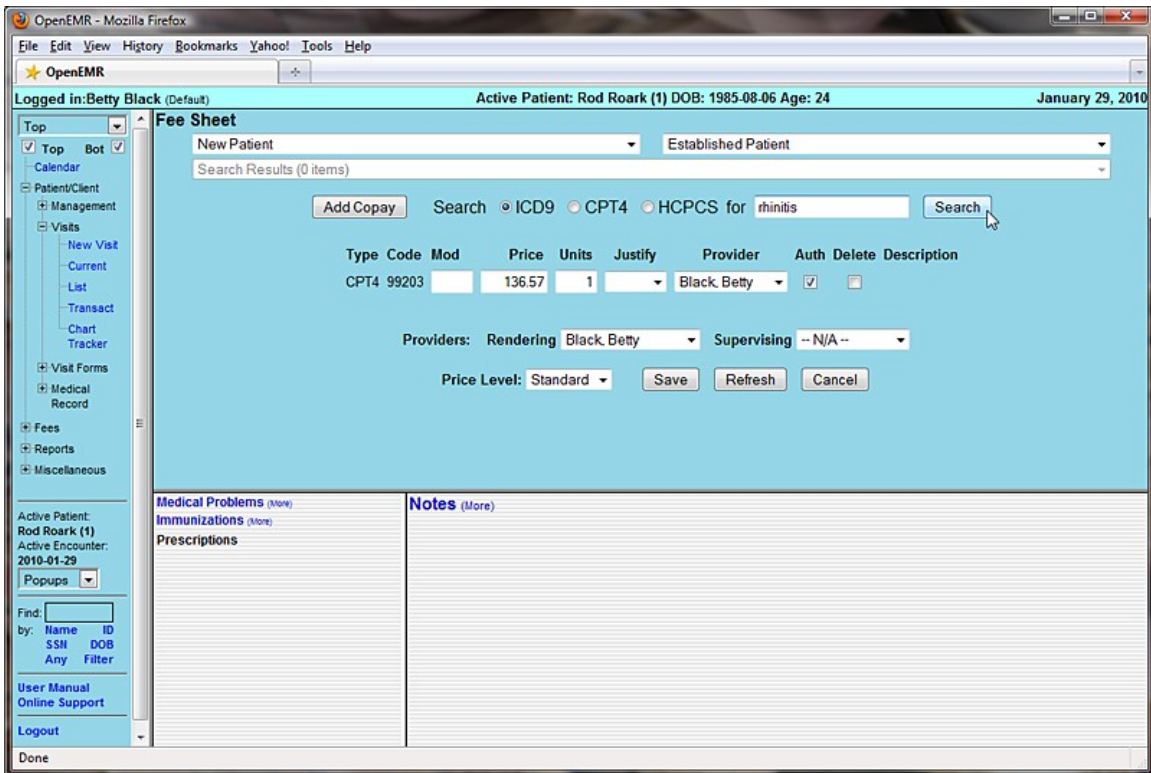 OpenEMR - Mozilla Firefox
File Edit View History Bookmarks Yahoo! Tools Help
OpenEMR
Logged in:Betty Black (Default) Active Patient: Rod Roark (1) DOB: 1985-08-06 Age: 24 January 29, 2010
Top
Top Bot
Calendar
Patient/Client
Management
Visits
New Visit
Current
List
Transact
Chart
Tracker
Visit Forms
Medical
Record
Fees
Reports
Miscellaneous
Active Patient:
Rod Roark (1)
Active Encounter:
2010-01-29
Popups
Find:
by: Name ID
SSN DOB
Any Filter
User Manual
Online Support
Logout
Fee Sheet
New Patient Established Patient
Search Results (0 items)
Add Copay Search ICD9 CPT4 HCPCS for rhinitis Search
Type Code Mod Price Units Justify Provider Auth Delete Description
CPT4 99203 136.57 1 Black, Betty
Providers: Rendering Black, Betty Supervising -- N/A --
Price Level: Standard Save Refresh Cancel
Medical Problems (More)
Immunizations (More)
Prescriptions
Notes (More)
Done